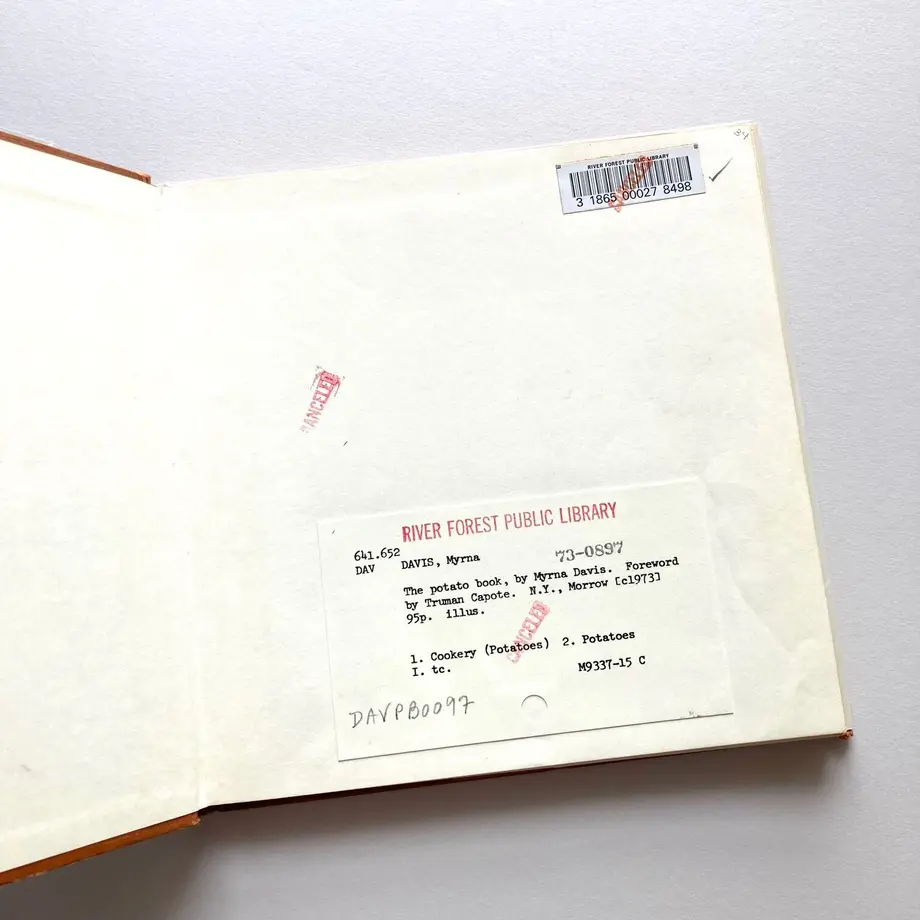 84
RIVER FOREST PUBLIC LIBRARY
3 1865 00027 8498
CANCELED
CANCELED
RIVER FOREST PUBLIC LIBRARY
641.652
DAV DAVIS, Myrna 73-0897
The potato book, by Myrna Davis. Foreword
by Truman Capote. N.Y., Morrow [c1973]
95p. illus.
CANCELED
1. Cookery (Potatoes) 2. Potatoes
I. tc. M9337-15 C
DAVPB0097